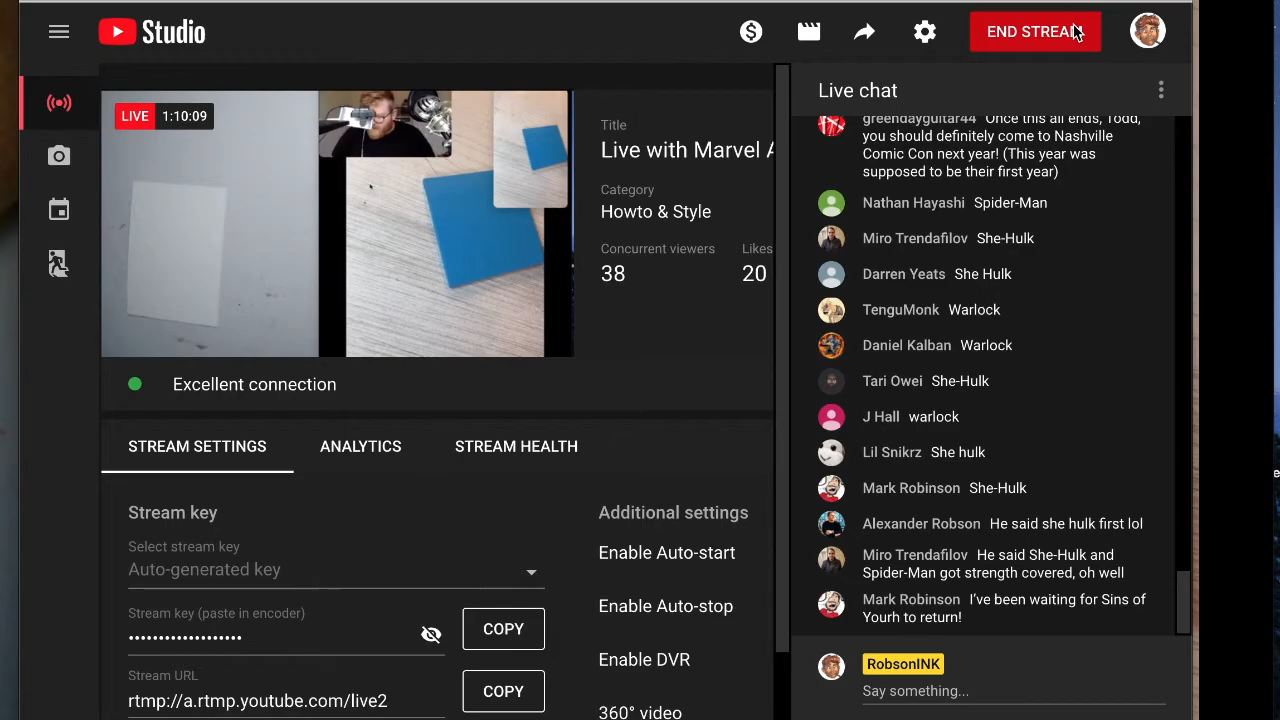 Studio
END STREAM
LIVE 1:10:09
Title
Live with Marvel A
Category
Howto & Style
Concurrent viewers Likes
38 20
Excellent connection
STREAM SETTINGS ANALYTICS STREAM HEALTH
Stream key
Select stream key
Auto-generated key
Stream key (paste in encoder)
•••••••••••••••••••
COPY
Stream URL
rtmp://a.rtmp.youtube.com/live2
COPY
Additional settings
Enable Auto-start
Enable Auto-stop
Enable DVR
360° video
Live chat
greendayguitar44 Once this all ends, Todd,
you should definitely come to Nashville
Comic Con next year! (This year was
supposed to be their first year)
Nathan Hayashi Spider-Man
Miro Trendafilov She-Hulk
Darren Yeats She Hulk
TenguMonk Warlock
Daniel Kalban Warlock
Tari Owei She-Hulk
J Hall warlock
Lil Snikrz She hulk
Mark Robinson She-Hulk
Alexander Robson He said she hulk first lol
Miro Trendafilov He said She-Hulk and
Spider-Man got strength covered, oh well
Mark Robinson I've been waiting for Sins of
Yourh to return!
RobsonINK
Say something...